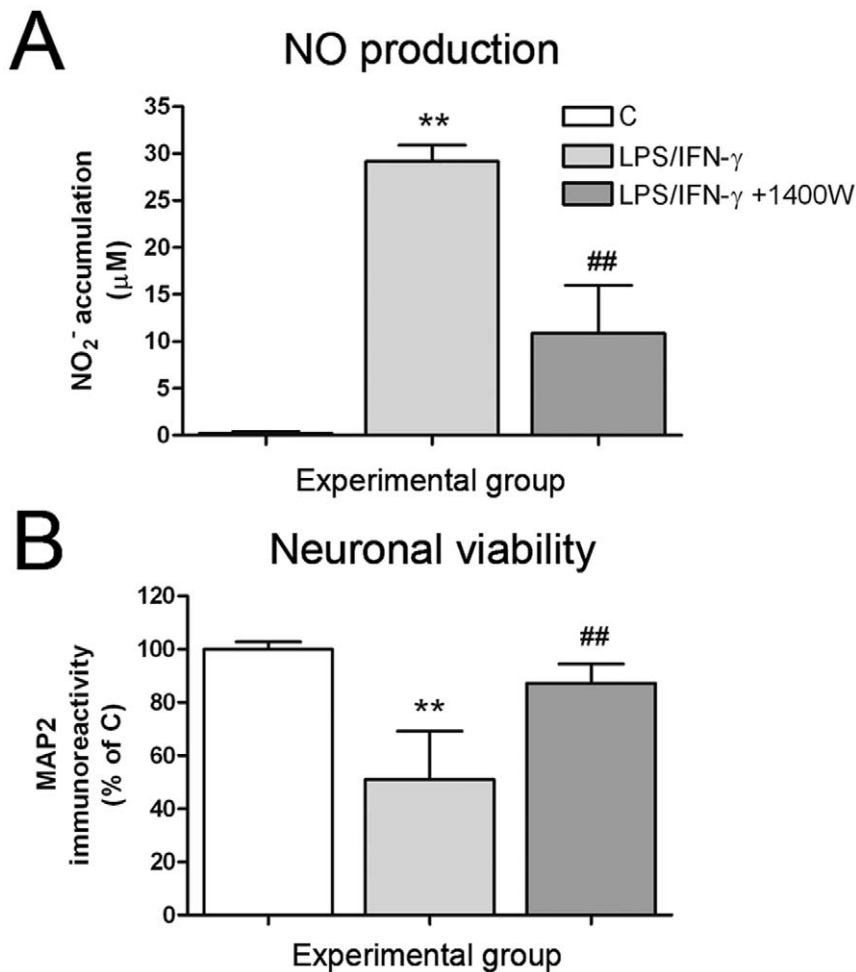 A
NO production
35
30
25
20
15
10
5
0
NO₂⁻ accumulation
(μM)
**
##
C
LPS/IFN-γ
LPS/IFN-γ +1400W
Experimental group
B
Neuronal viability
120
100
80
60
40
20
0
MAP2
immunoreactivity
(% of C)
**
##
Experimental group